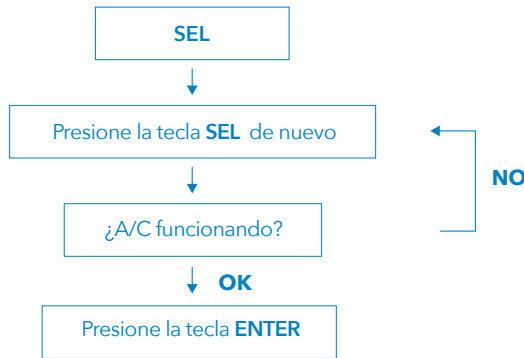 SEL
Presione la tecla SEL de nuevo
NO
¿A/C funcionando?
OK
Presione la tecla ENTER